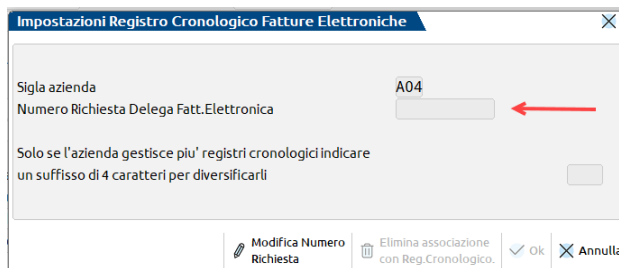 Impostazioni Registro Cronologico Fatture Elettroniche
Sigla azienda A04
Numero Richiesta Delega Fatt.Elettronica
Solo se l'azienda gestisce piu' registri cronologici indicare
un suffisso di 4 caratteri per diversificarli
Modifica Numero
Richiesta
Elimina associazione
con Reg.Cronologico.
Ok
Annulla